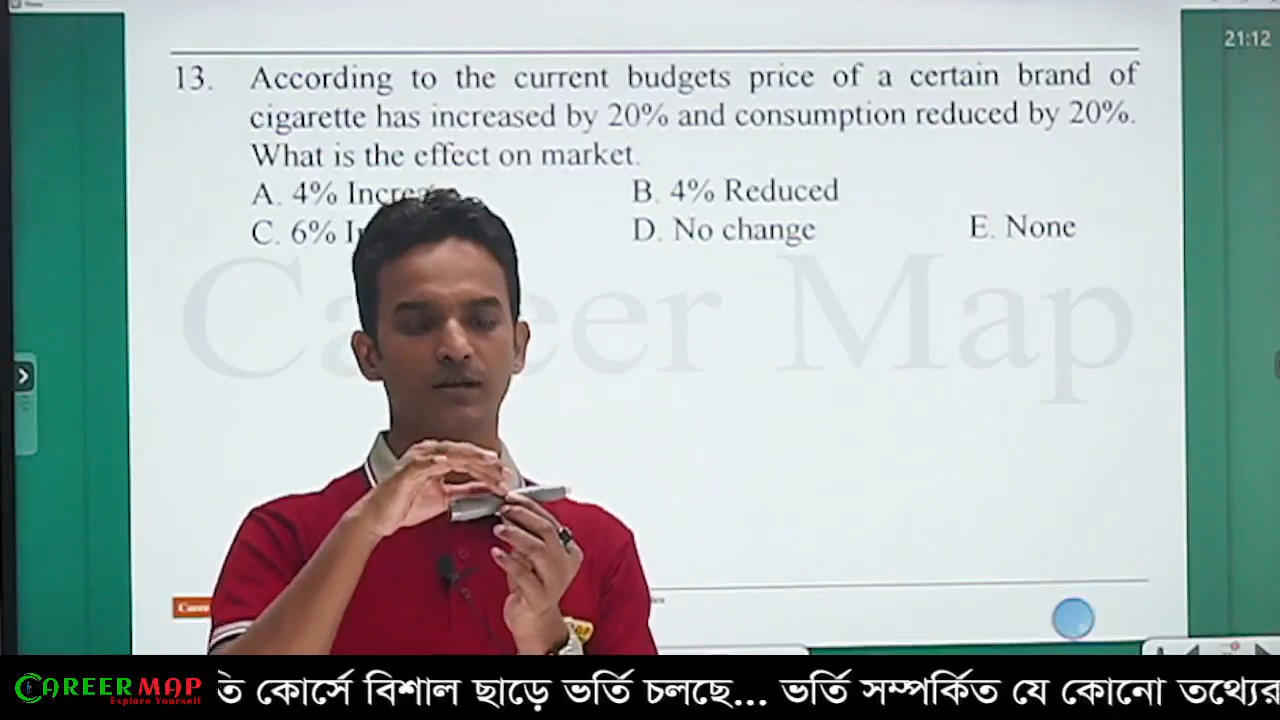 21:12
13. According to the current budgets price of a certain brand of
cigarette has increased by 20% and consumption reduced by 20%.
What is the effect on market.
A. 4% B. 4% Reduced
C. 6% D. No change E. None
Career Map
CAREER MAP
Explore Yourself
তি কোর্সে বিশাল ছাড়ে ভর্তি চলছে... ভর্তি সম্পর্কিত যে কোনো তথ্যের